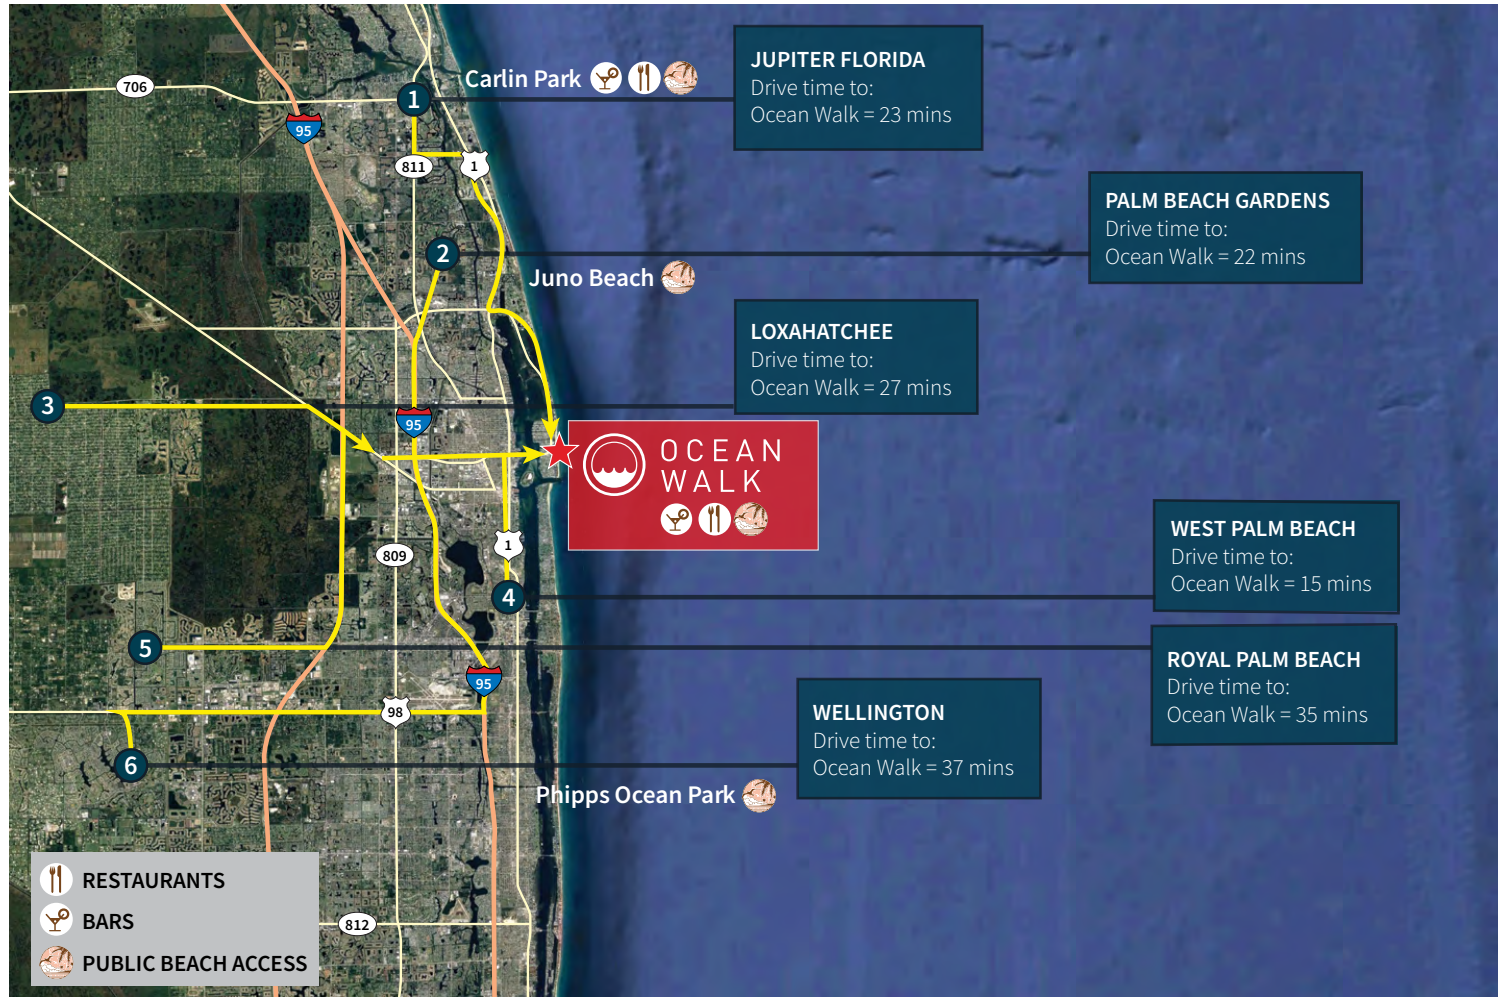 JUPITER FLORIDA
Drive time to:
Ocean Walk = 23 mins
Carlin Park
706
1
95
811
1
PALM BEACH GARDENS
Drive time to:
Ocean Walk = 22 mins
2
Juno Beach
LOXAHATCHEE
Drive time to:
Ocean Walk = 27 mins
3
95
OCEAN
WALK
WEST PALM BEACH
Drive time to:
Ocean Walk = 15 mins
1
809
4
5
ROYAL PALM BEACH
Drive time to:
Ocean Walk = 35 mins
95
98
WELLINGTON
Drive time to:
Ocean Walk = 37 mins
6
Phipps Ocean Park
RESTAURANTS
BARS
PUBLIC BEACH ACCESS
812